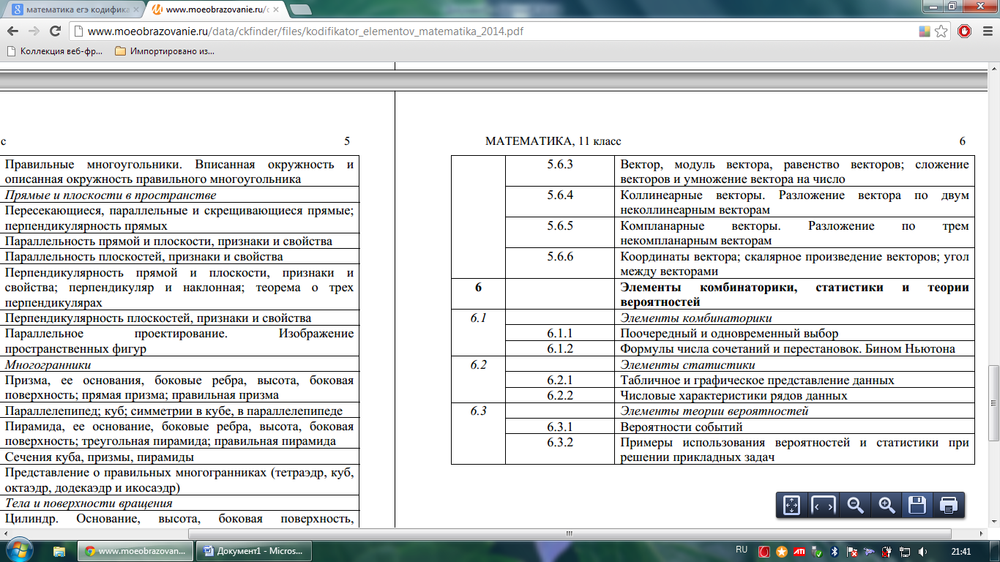 математика егэ кодифика
www.moeobrazovanie.ru/d
www.moeobrazovanie.ru/data/ckfinder/files/kodifikator_elementov_matematika_2014.pdf
Коллекция веб-фр...
Импортировано из...
с
5
Правильные многоугольники. Вписанная окружность и
описанная окружность правильного многоугольника
Прямые и плоскости в пространстве
Пересекающиеся, параллельные и скрещивающиеся прямые;
перпендикулярность прямых
Параллельность прямой и плоскости, признаки и свойства
Параллельность плоскостей, признаки и свойства
Перпендикулярность прямой и плоскости, признаки и
свойства; перпендикуляр и наклонная; теорема о трех
перпендикулярах
Перпендикулярность плоскостей, признаки и свойства
Параллельное проектирование. Изображение
пространственных фигур
Многогранники
Призма, ее основания, боковые ребра, высота, боковая
поверхность; прямая призма; правильная призма
Параллелепипед; куб; симметрии в кубе, в параллелепипеде
Пирамида, ее основание, боковые ребра, высота, боковая
поверхность; треугольная пирамида; правильная пирамида
Сечения куба, призмы, пирамиды
Представление о правильных многогранниках (тетраэдр, куб,
октаэдр, додекаэдр и икосаэдр)
Тела и поверхности вращения
Цилиндр. Основание, высота, боковая поверхность,
МАТЕМАТИКА, 11 класс
6
5.6.3 Вектор, модуль вектора, равенство векторов; сложение
векторов и умножение вектора на число
5.6.4 Коллинеарные векторы. Разложение вектора по двум
неколлинеарным векторам
5.6.5 Компланарные векторы. Разложение по трем
некомпланарным векторам
5.6.6 Координаты вектора; скалярное произведение векторов; угол
между векторами
6 Элементы комбинаторики, статистики и теории
вероятностей
6.1 Элементы комбинаторики
6.1.1 Поочередный и одновременный выбор
6.1.2 Формулы числа сочетаний и перестановок. Бином Ньютона
6.2 Элементы статистики
6.2.1 Табличное и графическое представление данных
6.2.2 Числовые характеристики рядов данных
6.3 Элементы теории вероятностей
6.3.1 Вероятности событий
6.3.2 Примеры использования вероятностей и статистики при
решении прикладных задач
www.moeobrazovan...
Документ1 - Micros...
RU
ATI
21:41